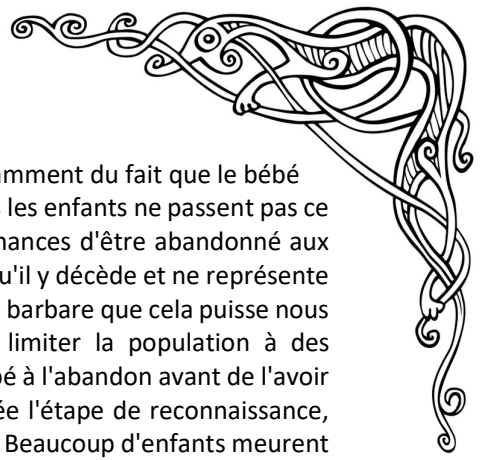 amment du fait que le bébé
s les enfants ne passent pas ce
hances d'être abandonné aux
qu'il y décède et ne représente
barbare que cela puisse nous
limiter la population à des
é à l'abandon avant de l'avoir
ée l'étape de reconnaissance,
Beaucoup d'enfants meurent